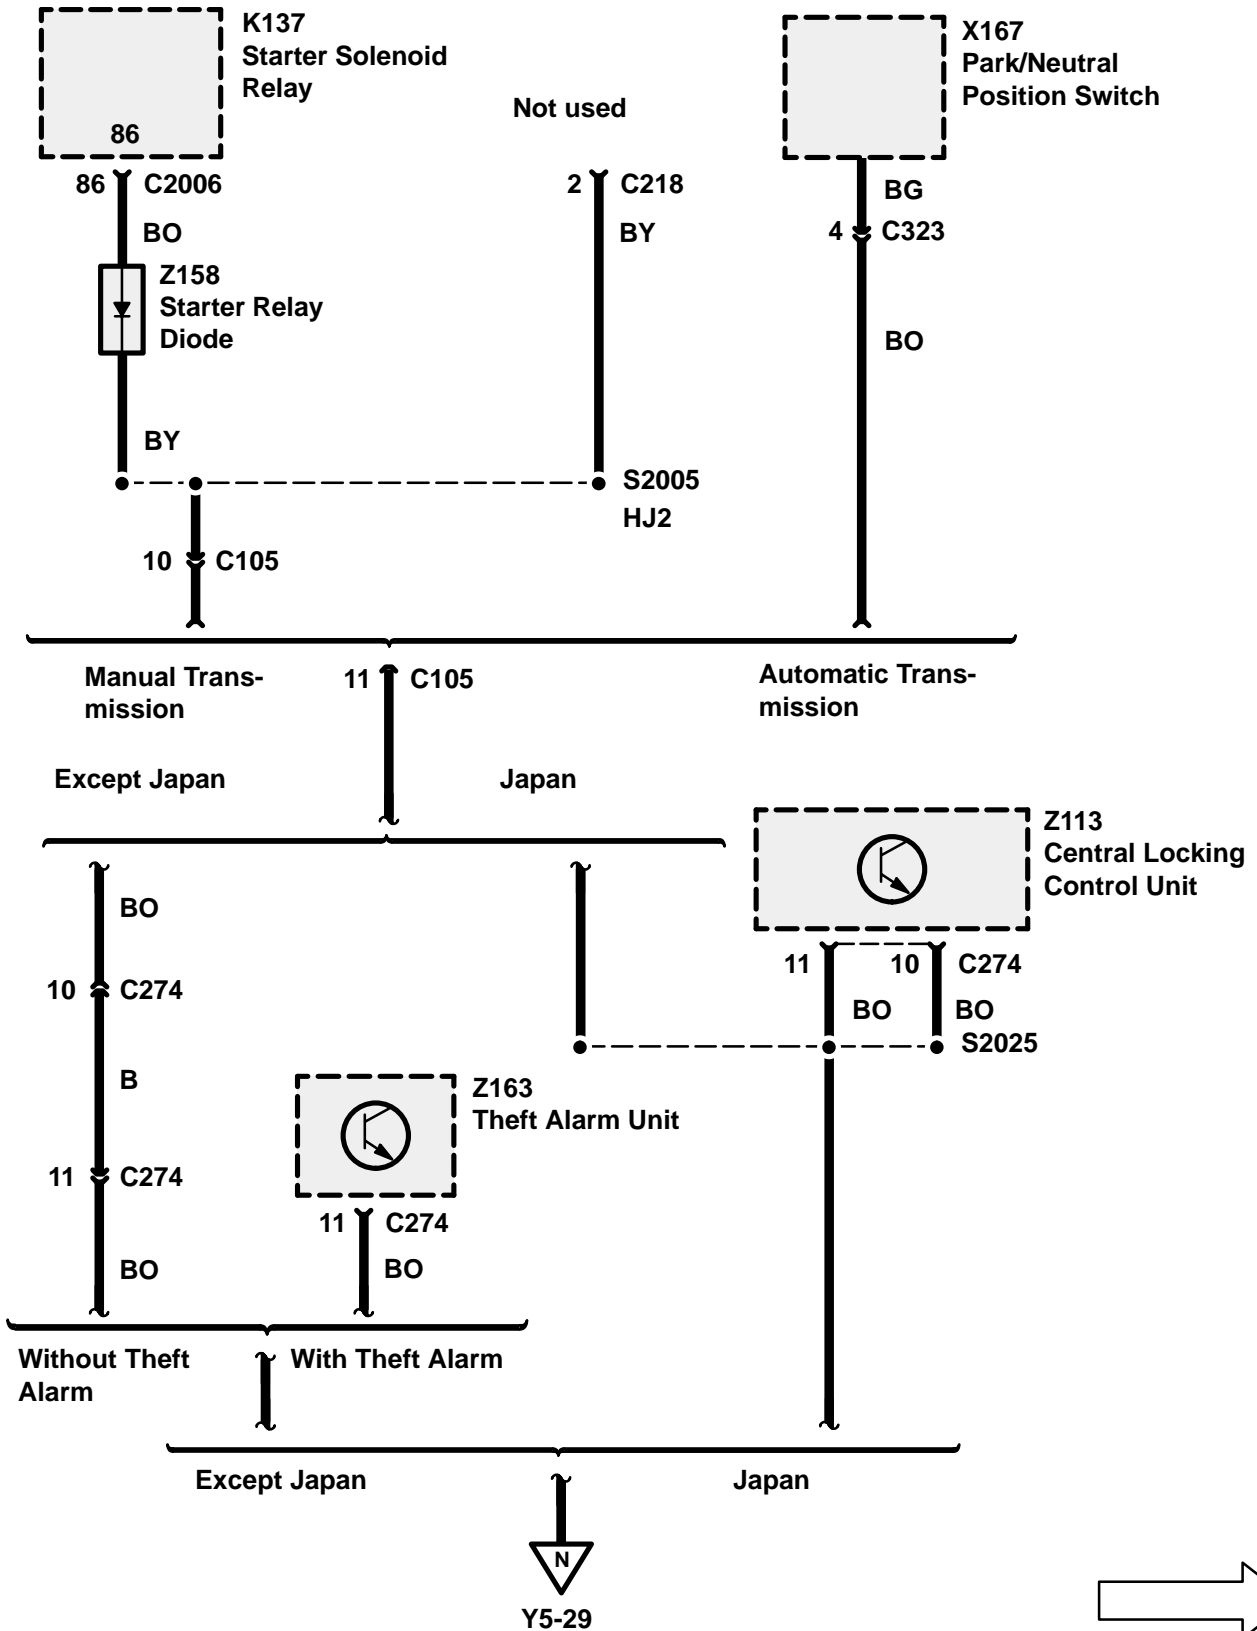 K137
Starter Solenoid
Relay
86
X167
Park/Neutral
Position Switch
Not used
86
C2006
2
C218
BG
BO
BY
4
C323
Z158
Starter Relay
Diode
BO
BY
S2005
HJ2
10
C105
Manual Trans-
mission
11
C105
Automatic Trans-
mission
Except Japan
Japan
Z113
Central Locking
Control Unit
BO
11
10
C274
10
C274
BO
BO
S2025
B
Z163
Theft Alarm Unit
11
C274
11
C274
BO
BO
Without Theft
Alarm
With Theft Alarm
Except Japan
Japan
N
Y5-29